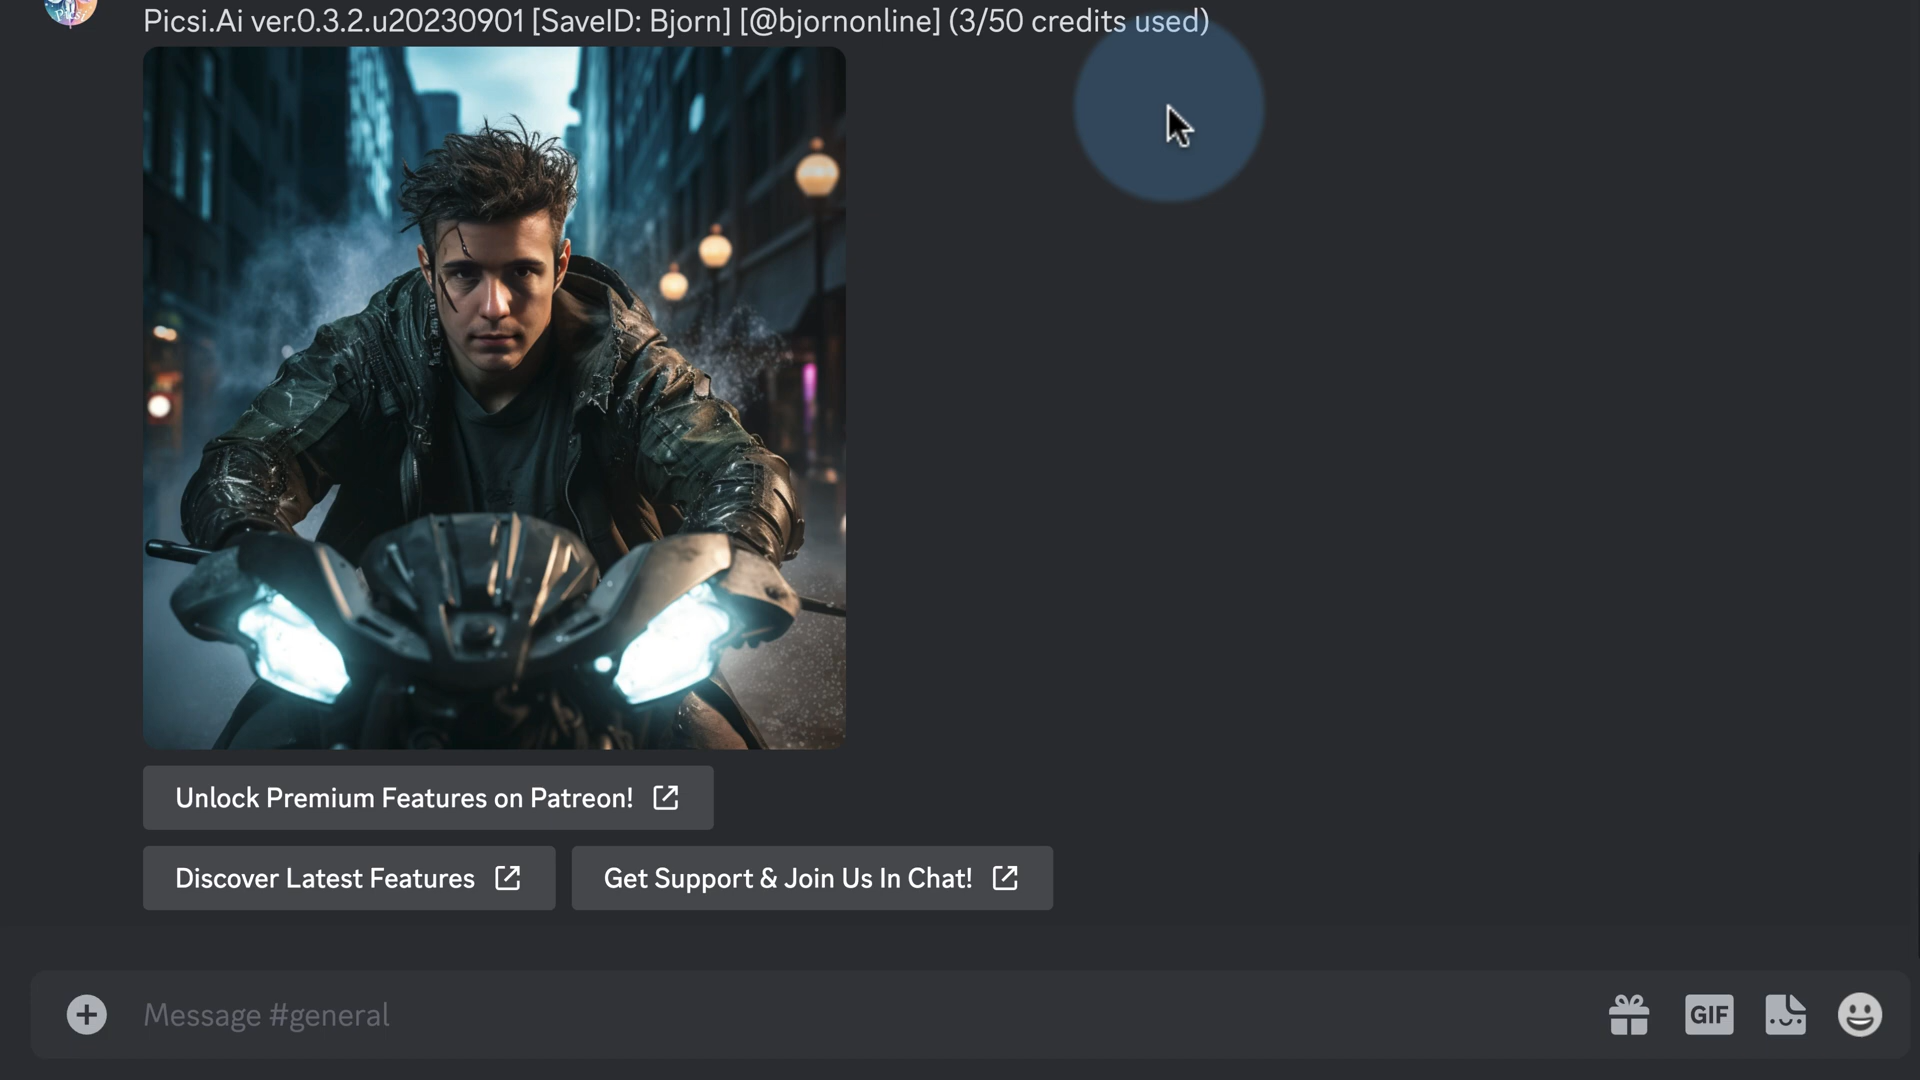 Picsi.Ai ver.0.3.2.u20230901 [SaveID: Bjorn] [@bjornonline] (3/50 credits used)
Unlock Premium Features on Patreon!
Discover Latest Features
Get Support & Join Us In Chat!
Message #general
GIF